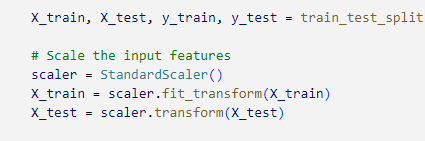 X_train, X_test, y_train, y_test = train_test_split
# Scale the input features
scaler = StandardScaler()
X_train = scaler.fit_transform(X_train)
X_test = scaler.transform(X_test)